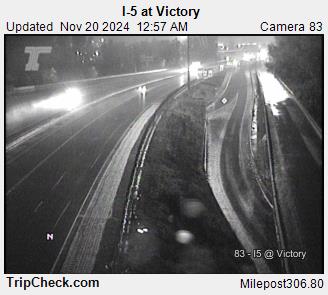 I-5 at Victory
Updated Nov 20 2024 12:57 AM Camera 83
T
N
83 - I5 @ Victory
TripCheck.com Milepost306.80